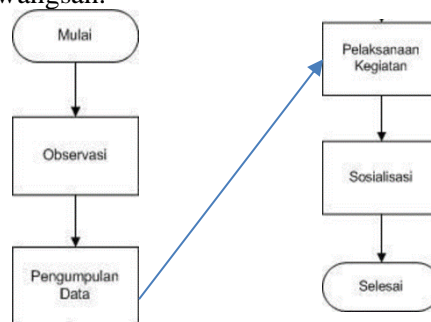 Mulai
Observasi
Pengumpulan
Data
Pelaksanaan
Kegiatan
Sosialisasi
Selesai